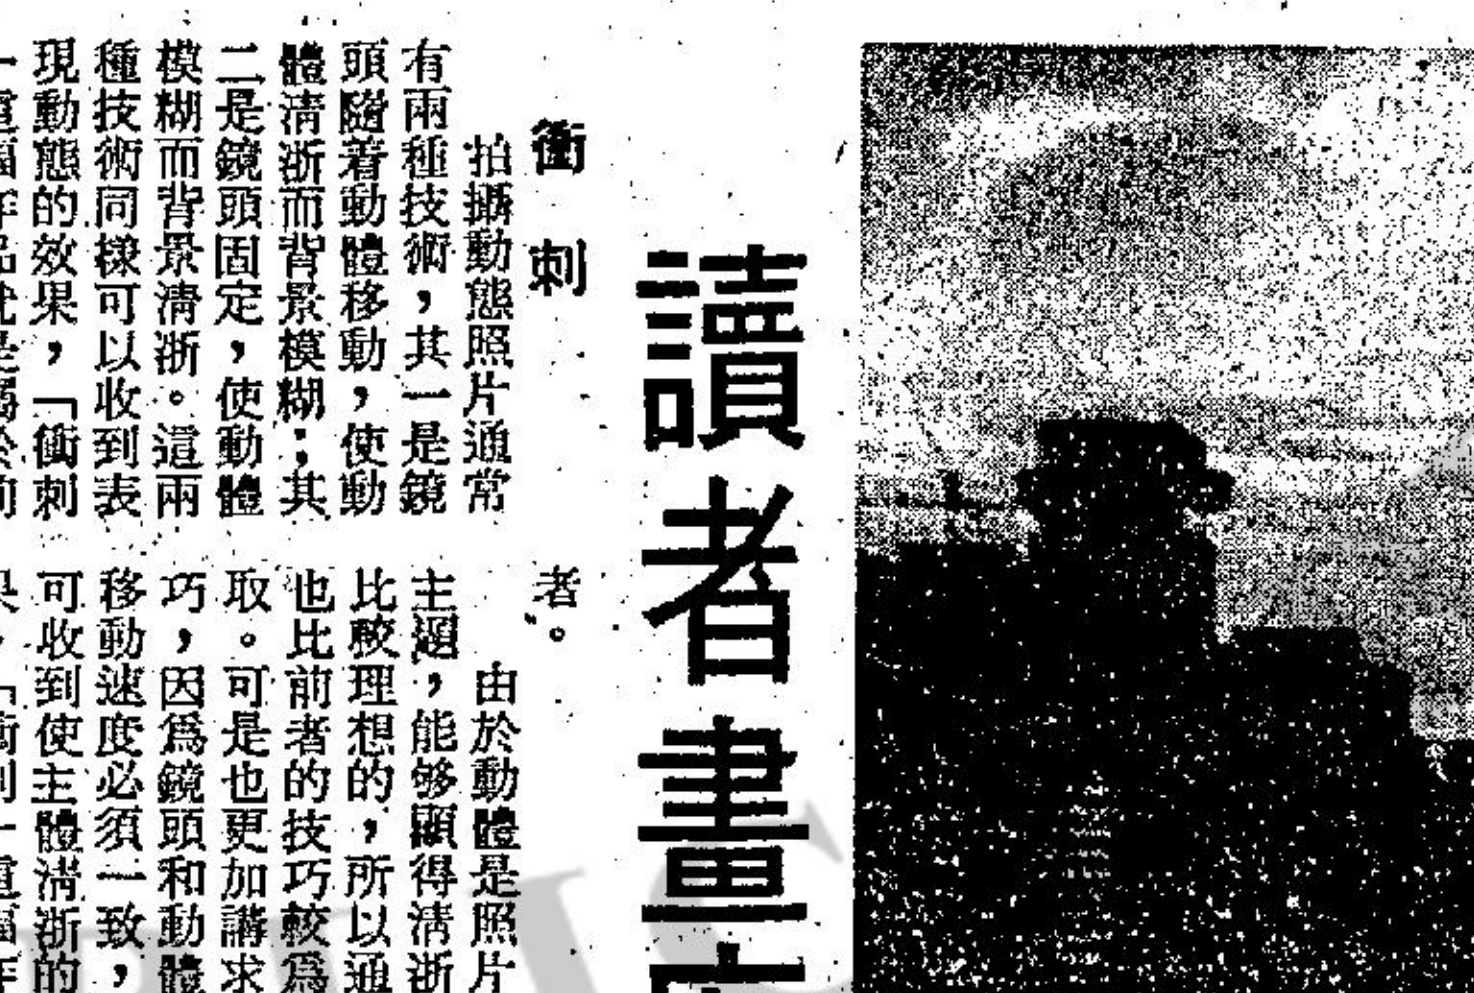 讀者畫
衝刺
拍攝動態照片通常
有兩種技術，其一是鏡
頭隨着動體移動，使動
體清浙而背景模糊；其
二是鏡頭固定，使動體
模糊而背景清浙。這兩
種技術同樣可以收到表
現動態的效果，「衝刺
者。
由於動體是照片
主題，能够顯得清浙
比較理想的，所以通
也比前者的技巧較爲
取。可是也更加講求
巧，因爲鏡頭和動體
移動速度必須一致，
可收到使主體清浙的